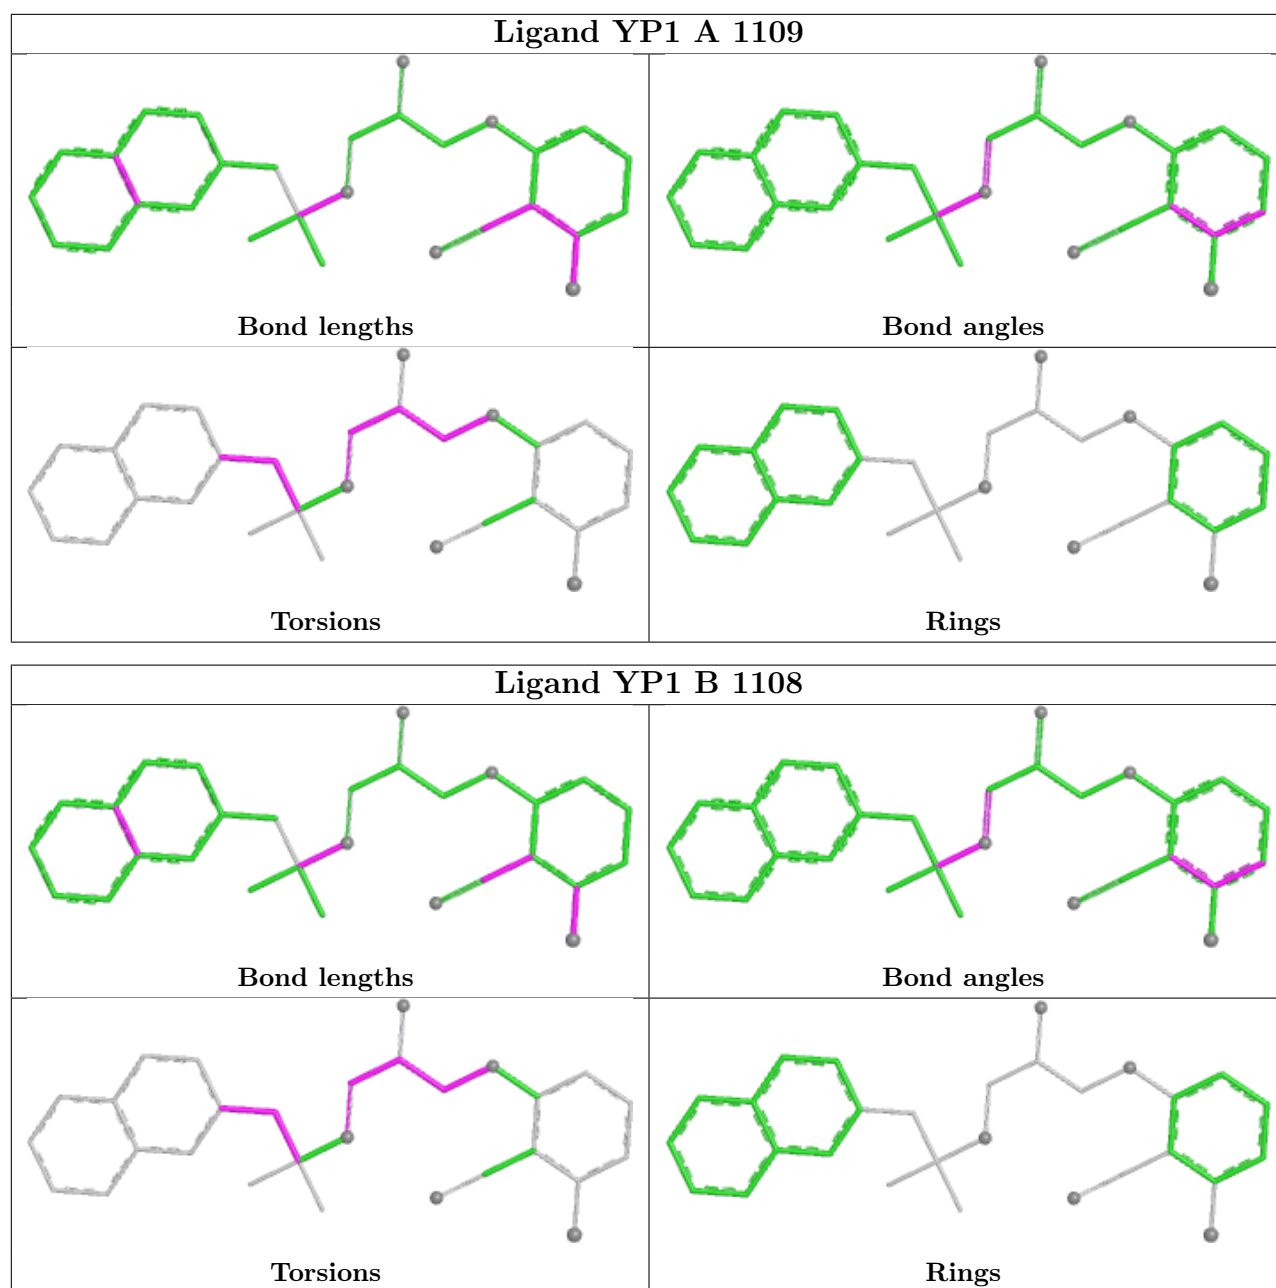 Ligand YP1 A 1109
Bond lengths
Bond angles
Torsions
Rings
Ligand YP1 B 1108
Bond lengths
Bond angles
Torsions
Rings